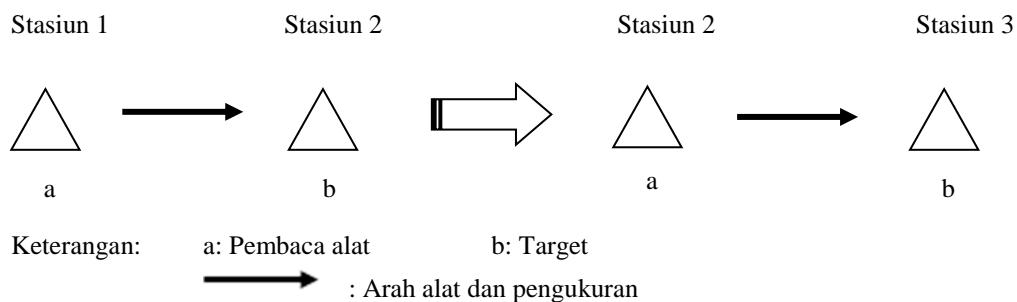 Stasiun 1 Stasiun 2 Stasiun 2 Stasiun 3
a b a b
Keterangan: a: Pembaca alat b: Target
: Arah alat dan pengukuran